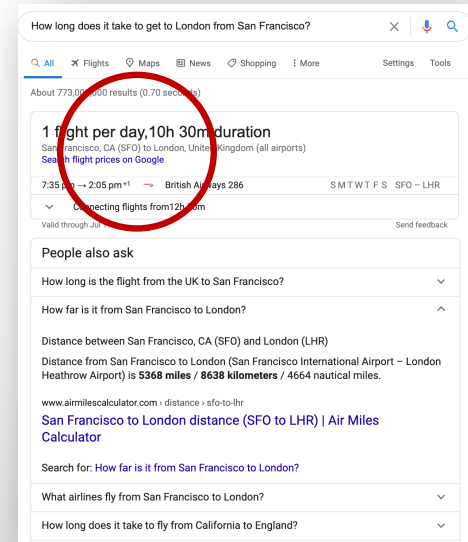 How long does it take to get to London from San Francisco?
All Flights Maps News Shopping More Settings Tools
About 773,00 000 results (0.70 seconds)
1 flight per day,10h 30m duration
San Francisco, CA (SFO) to London, United Kingdom (all airports)
Search flight prices on Google
7:35 pm → 2:05 pm+1 British Airways 286 S M T W T F S SFO – LHR
Connecting flights from12h m
Valid through Jul Send feedback
People also ask
How long is the flight from the UK to San Francisco?
How far is it from San Francisco to London?
Distance between San Francisco, CA (SFO) and London (LHR)
Distance from San Francisco to London (San Francisco International Airport – London
Heathrow Airport) is 5368 miles / 8638 kilometers / 4664 nautical miles.
www.airmilescalculator.com › distance › sfo-to-lhr
San Francisco to London distance (SFO to LHR) | Air Miles
Calculator
Search for: How far is it from San Francisco to London?
What airlines fly from San Francisco to London?
How long does it take to fly from California to England?